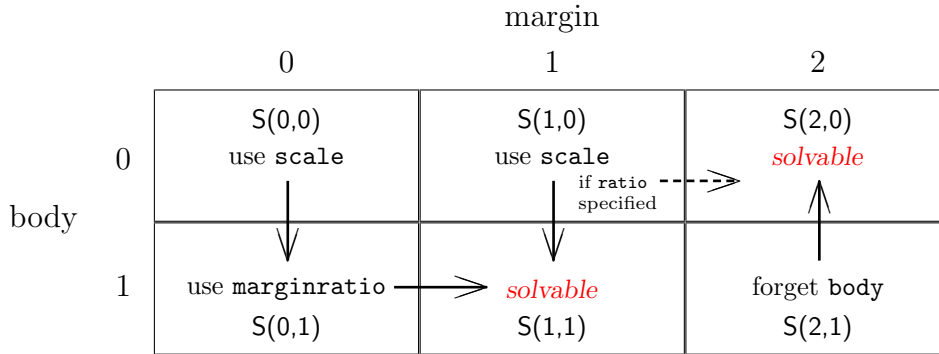 margin
0 1 2
S(0,0) S(1,0) S(2,0)
0 use scale use scale solvable
if ratio
specified
body
1 use marginratio solvable forget body
S(0,1) S(1,1) S(2,1)